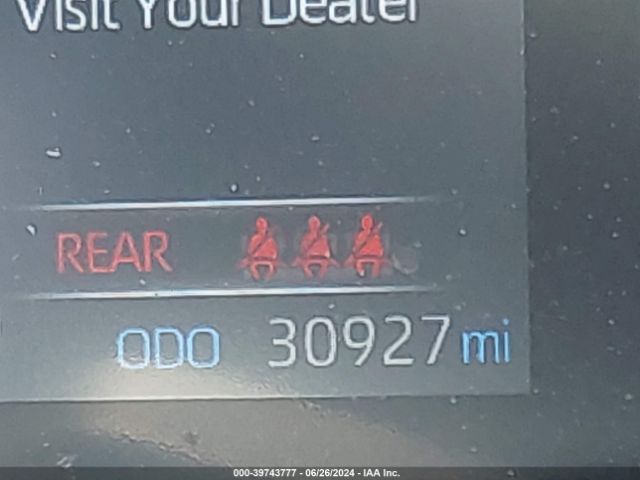 Visit Your Dealer
REAR
ODO 30927 mi
000-39743777 - 06/26/2024 - IAA Inc.